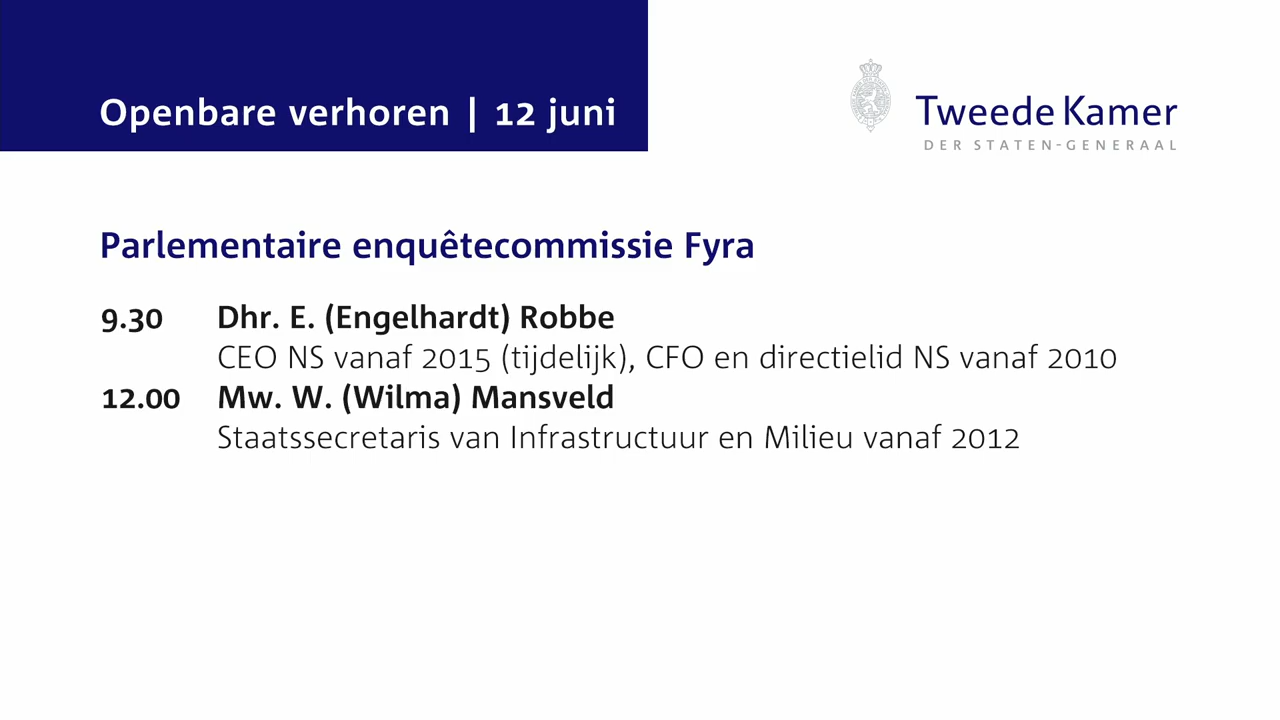 Openbare verhoren | 12 juni
Tweede Kamer
DER STATEN-GENERAAL
Parlementaire enquêtecommissie Fyra
9.30 Dhr. E. (Engelhardt) Robbe
CEO NS vanaf 2015 (tijdelijk), CFO en directielid NS vanaf 2010
12.00 Mw. W. (Wilma) Mansveld
Staatssecretaris van Infrastructuur en Milieu vanaf 2012